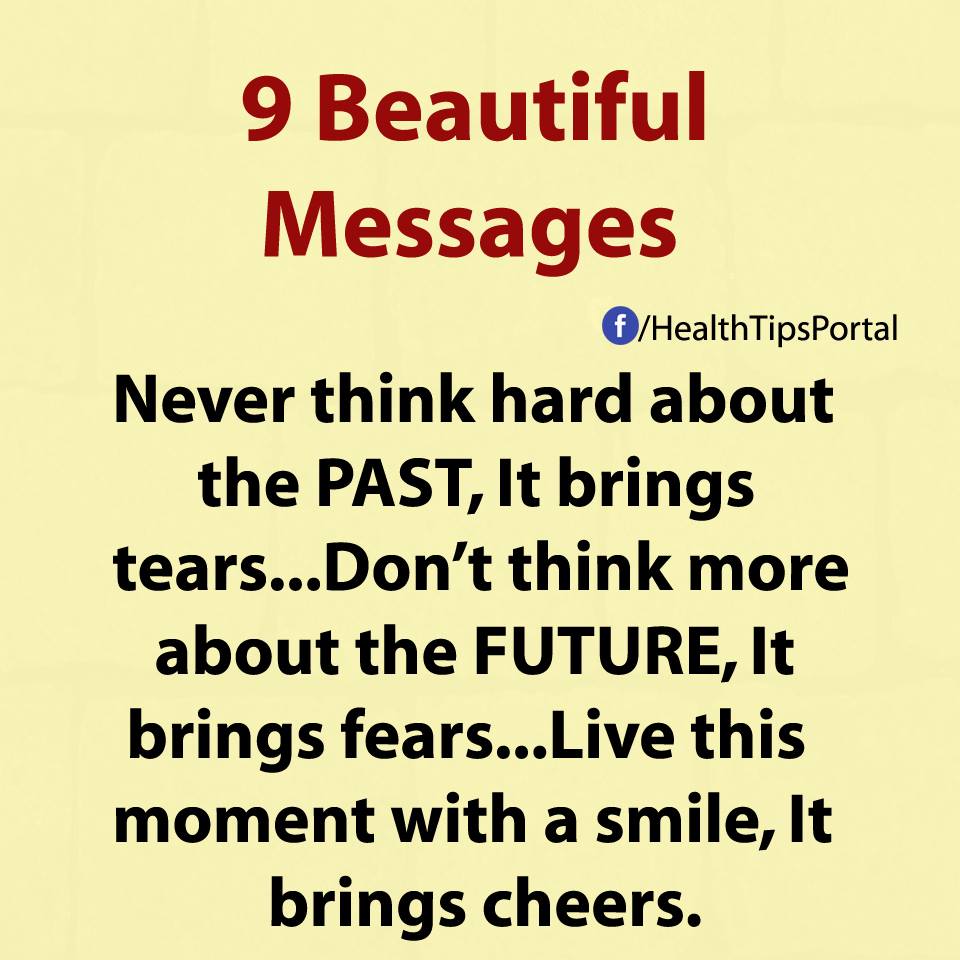 9 Beautiful
Messages
f/HealthTipsPortal
Never think hard about
the PAST, It brings
tears...Don’t think more
about the FUTURE, It
brings fears...Live this
moment with a smile, It
brings cheers.